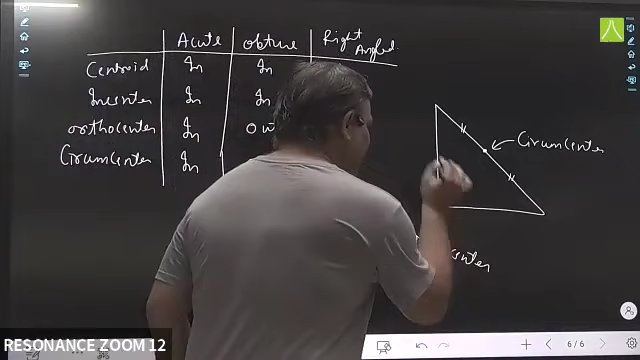 Acute obtuse Right Angled
Centroid In In
Incenter In In
orthocenter In
Circumcenter In
Circumcenter
RESONANCE ZOOM 12
6/6